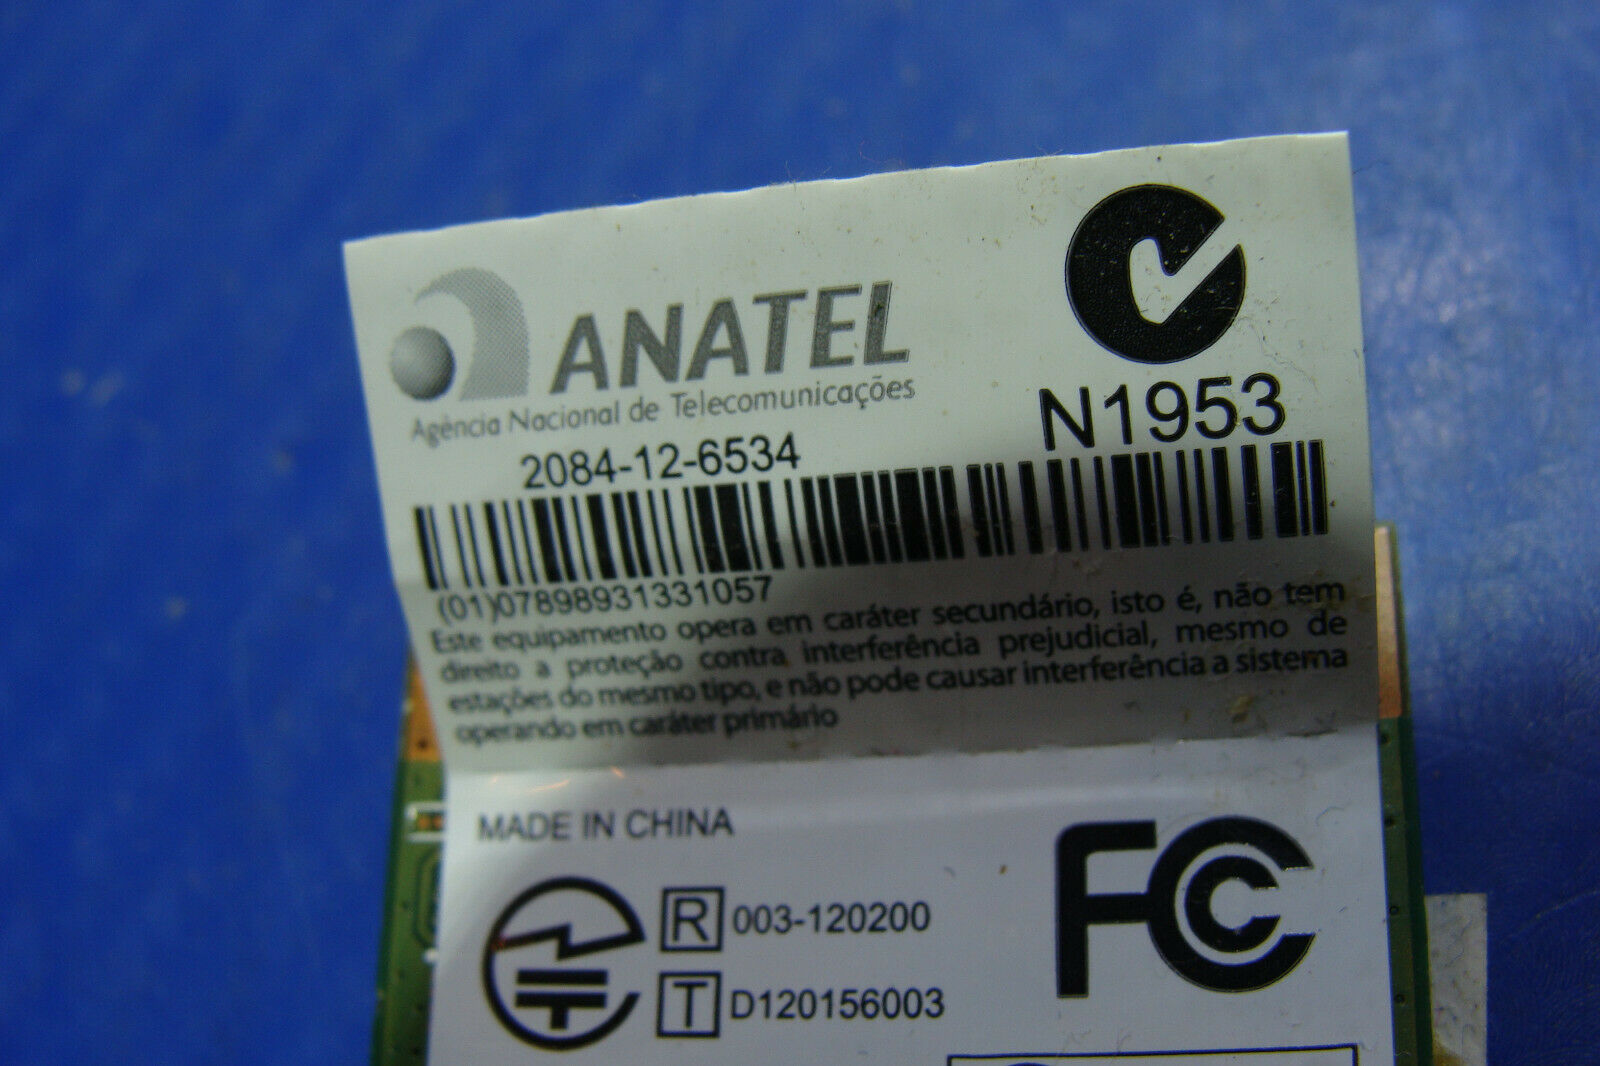 ANATEL
Agência Nacional de Telecomunicações
2084-12-6534
N1953
(01)07898931331057
Este equipamento opera em caráter secundário, isto é, não tem
direito a proteção contra interferência prejudicial, mesmo de
estações do mesmo tipo, e não pode causar interferência a sistema
operando em caráter primário
MADE IN CHINA
R 003-120200
T D120156003
FC